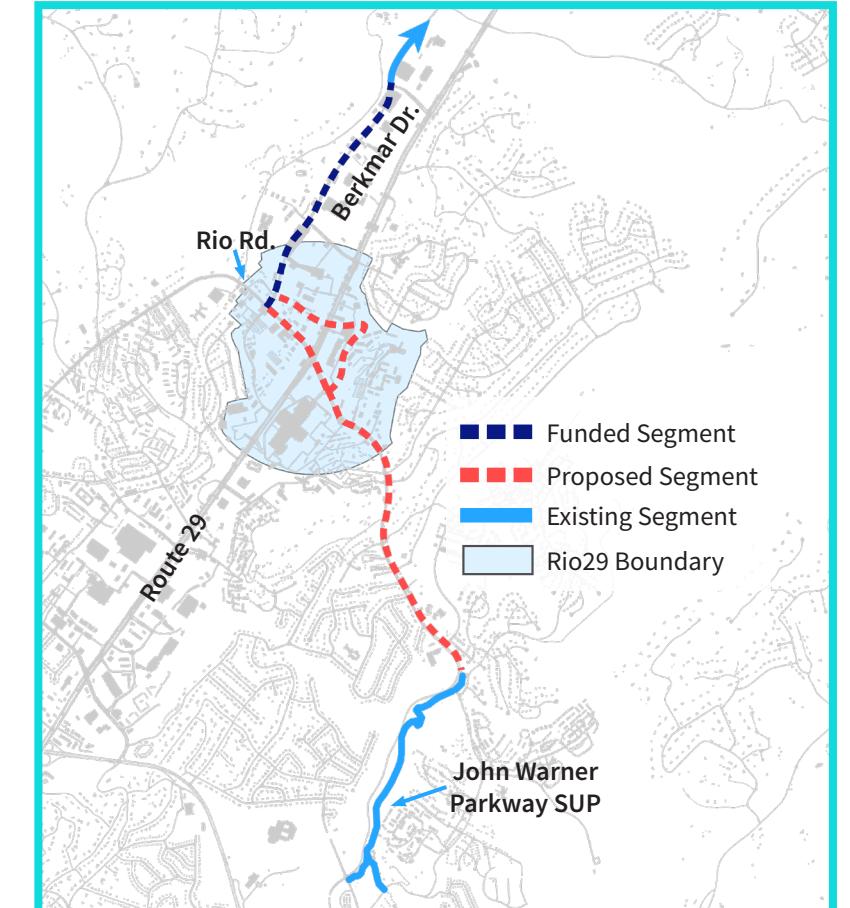 Berkmar Dr.
Rio Rd.
Funded Segment
Proposed Segment
Existing Segment
Rio29 Boundary
Route 29
John Warner
Parkway SUP